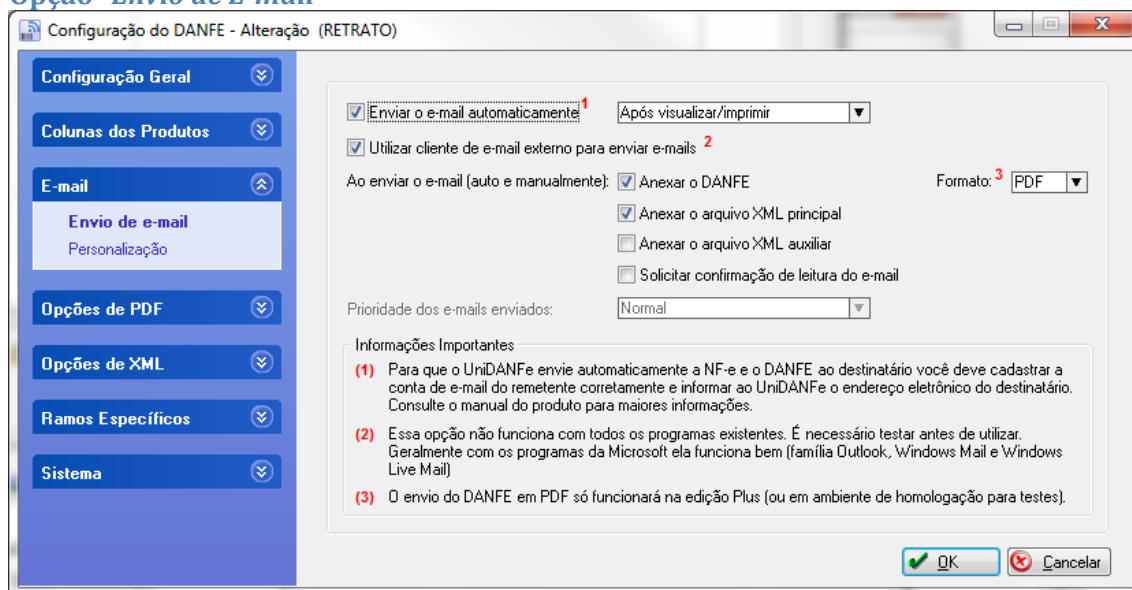 Opção "Envio de E-mail"
Configuração do DANFE - Alteração (RETRATO)
Configuração Geral
Colunas dos Produtos
E-mail
Envio de e-mail
Personalização
Opções de PDF
Opções de XML
Ramos Específicos
Sistema
Enviar o e-mail automaticamente 1 Após visualizar/imprimir
Utilizar cliente de e-mail externo para enviar e-mails 2
Ao enviar o e-mail (auto e manualmente): Anexar o DANFE Formato: 3 PDF
Anexar o arquivo XML principal
Anexar o arquivo XML auxiliar
Solicitar confirmação de leitura do e-mail
Prioridade dos e-mails enviados: Normal
Informações Importantes
(1) Para que o UniDANFe envie automaticamente a NF-e e o DANFE ao destinatário você deve cadastrar a
conta de e-mail do remetente corretamente e informar ao UniDANFe o endereço eletrônico do destinatário.
Consulte o manual do produto para maiores informações.
(2) Essa opção não funciona com todos os programas existentes. É necessário testar antes de utilizar.
Geralmente com os programas da Microsoft ela funciona bem (família Outlook, Windows Mail e Windows
Live Mail)
(3) O envio do DANFE em PDF só funcionará na edição Plus (ou em ambiente de homologação para testes).
OK Cancelar